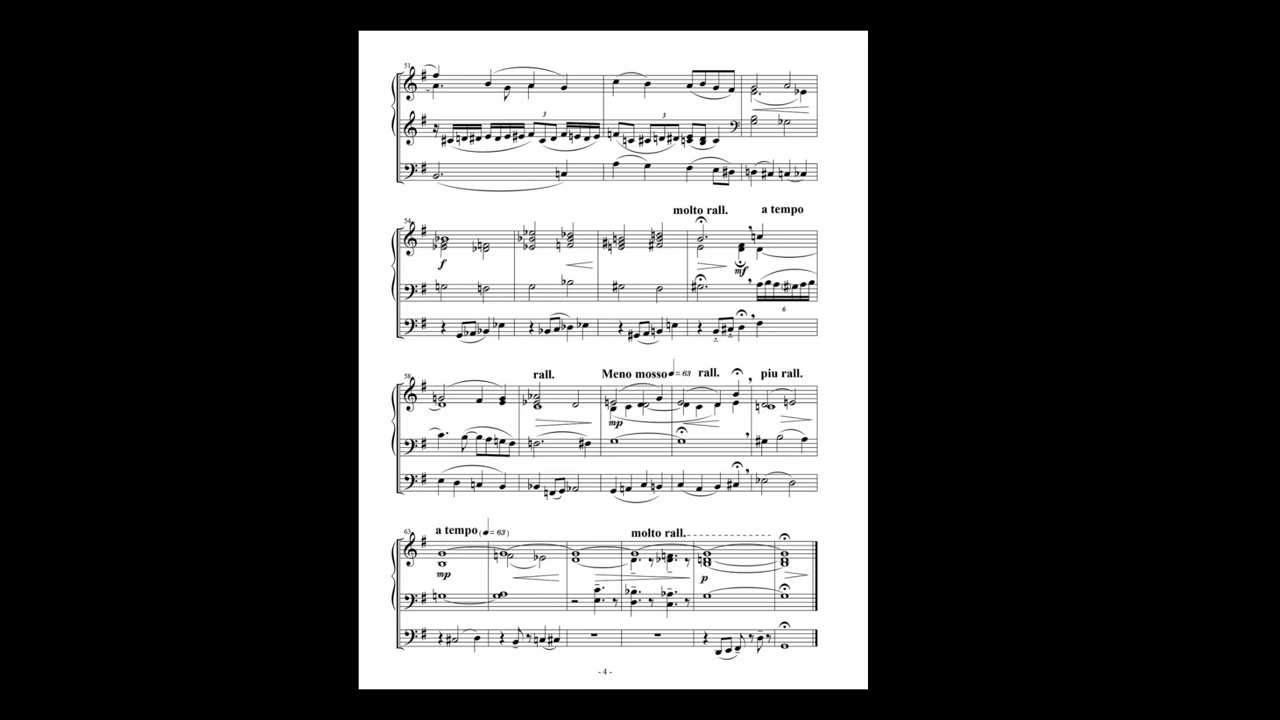 51
3
3
54
molto rall. a tempo
f
mf
6
58
rall. Meno mosso = 63 rall. piu rall.
mp
63
a tempo ( = 63) molto rall.
mp
p
- 4 -